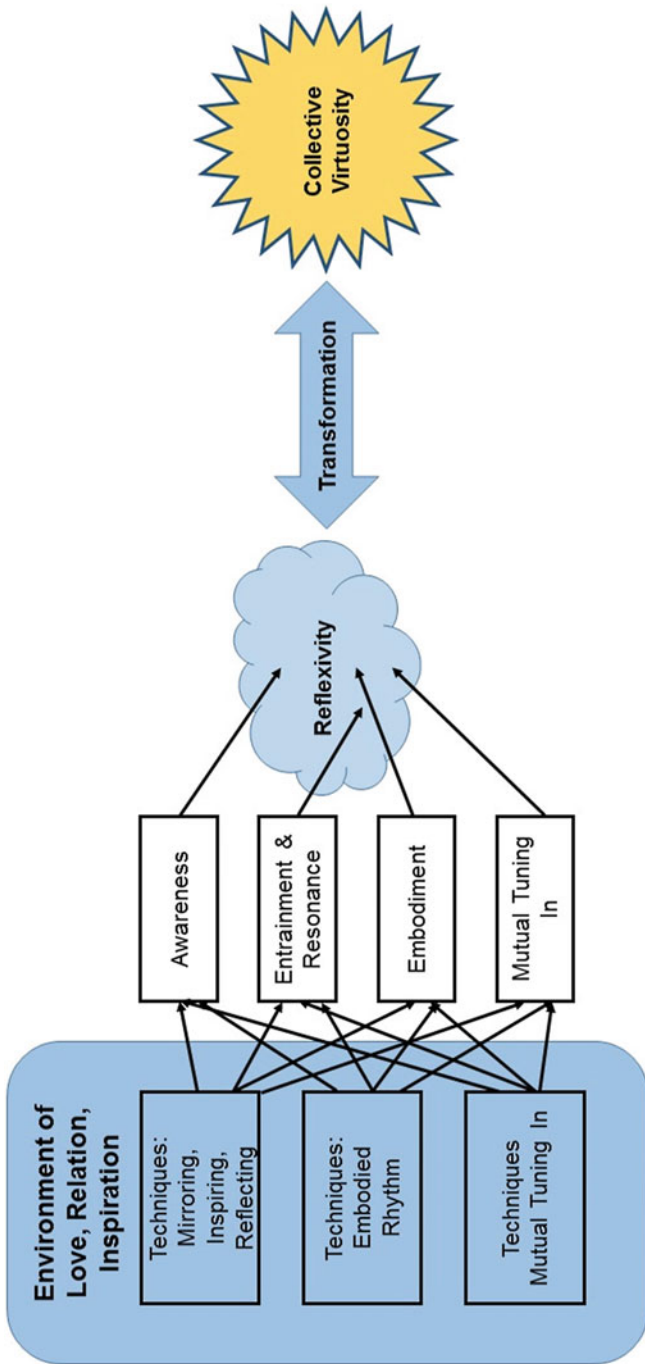 Environment of
Love, Relation,
Inspiration
Techniques:
Mirroring,
Inspiring,
Reflecting
Techniques:
Embodied
Rhythm
Techniques
Mutual Tuning In
Awareness
Entrainment &
Resonance
Embodiment
Mutual Tuning
In
Reflexivity
Transformation
Collective
Virtuosity